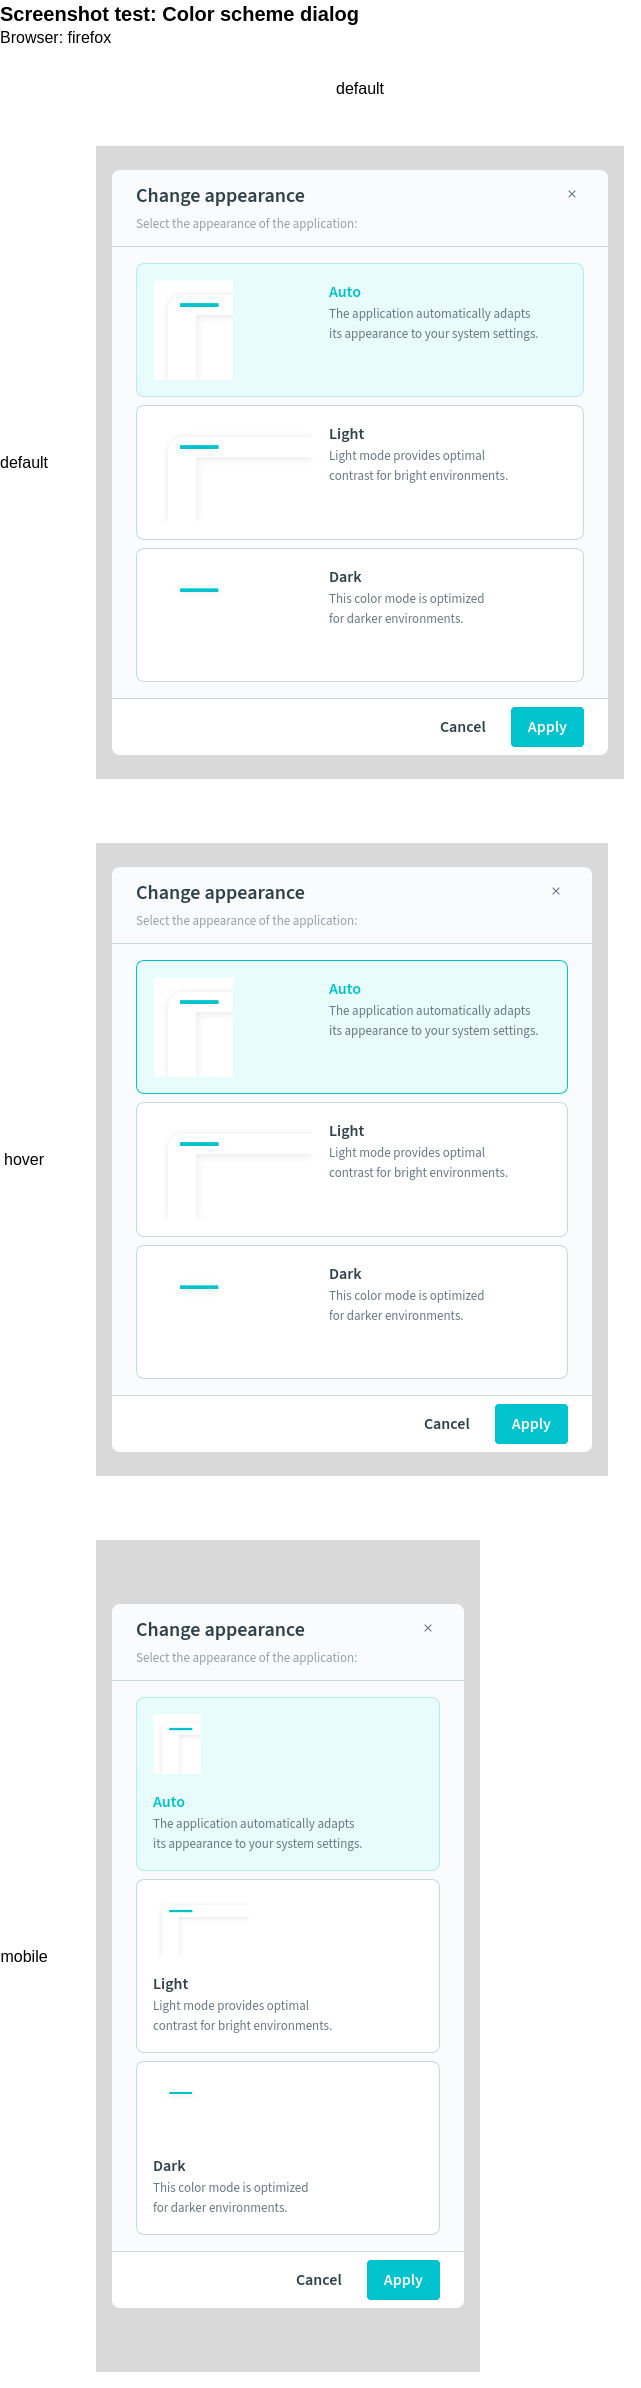 Screenshot test: Color scheme dialog
Browser: firefox
default
default
Change appearance
×
Select the appearance of the application:
Auto
The application automatically adapts
its appearance to your system settings.
Light
Light mode provides optimal
contrast for bright environments.
Dark
This color mode is optimized
for darker environments.
Cancel
Apply
hover
Change appearance
×
Select the appearance of the application:
Auto
The application automatically adapts
its appearance to your system settings.
Light
Light mode provides optimal
contrast for bright environments.
Dark
This color mode is optimized
for darker environments.
Cancel
Apply
mobile
Change appearance
×
Select the appearance of the application:
Auto
The application automatically adapts
its appearance to your system settings.
Light
Light mode provides optimal
contrast for bright environments.
Dark
This color mode is optimized
for darker environments.
Cancel
Apply